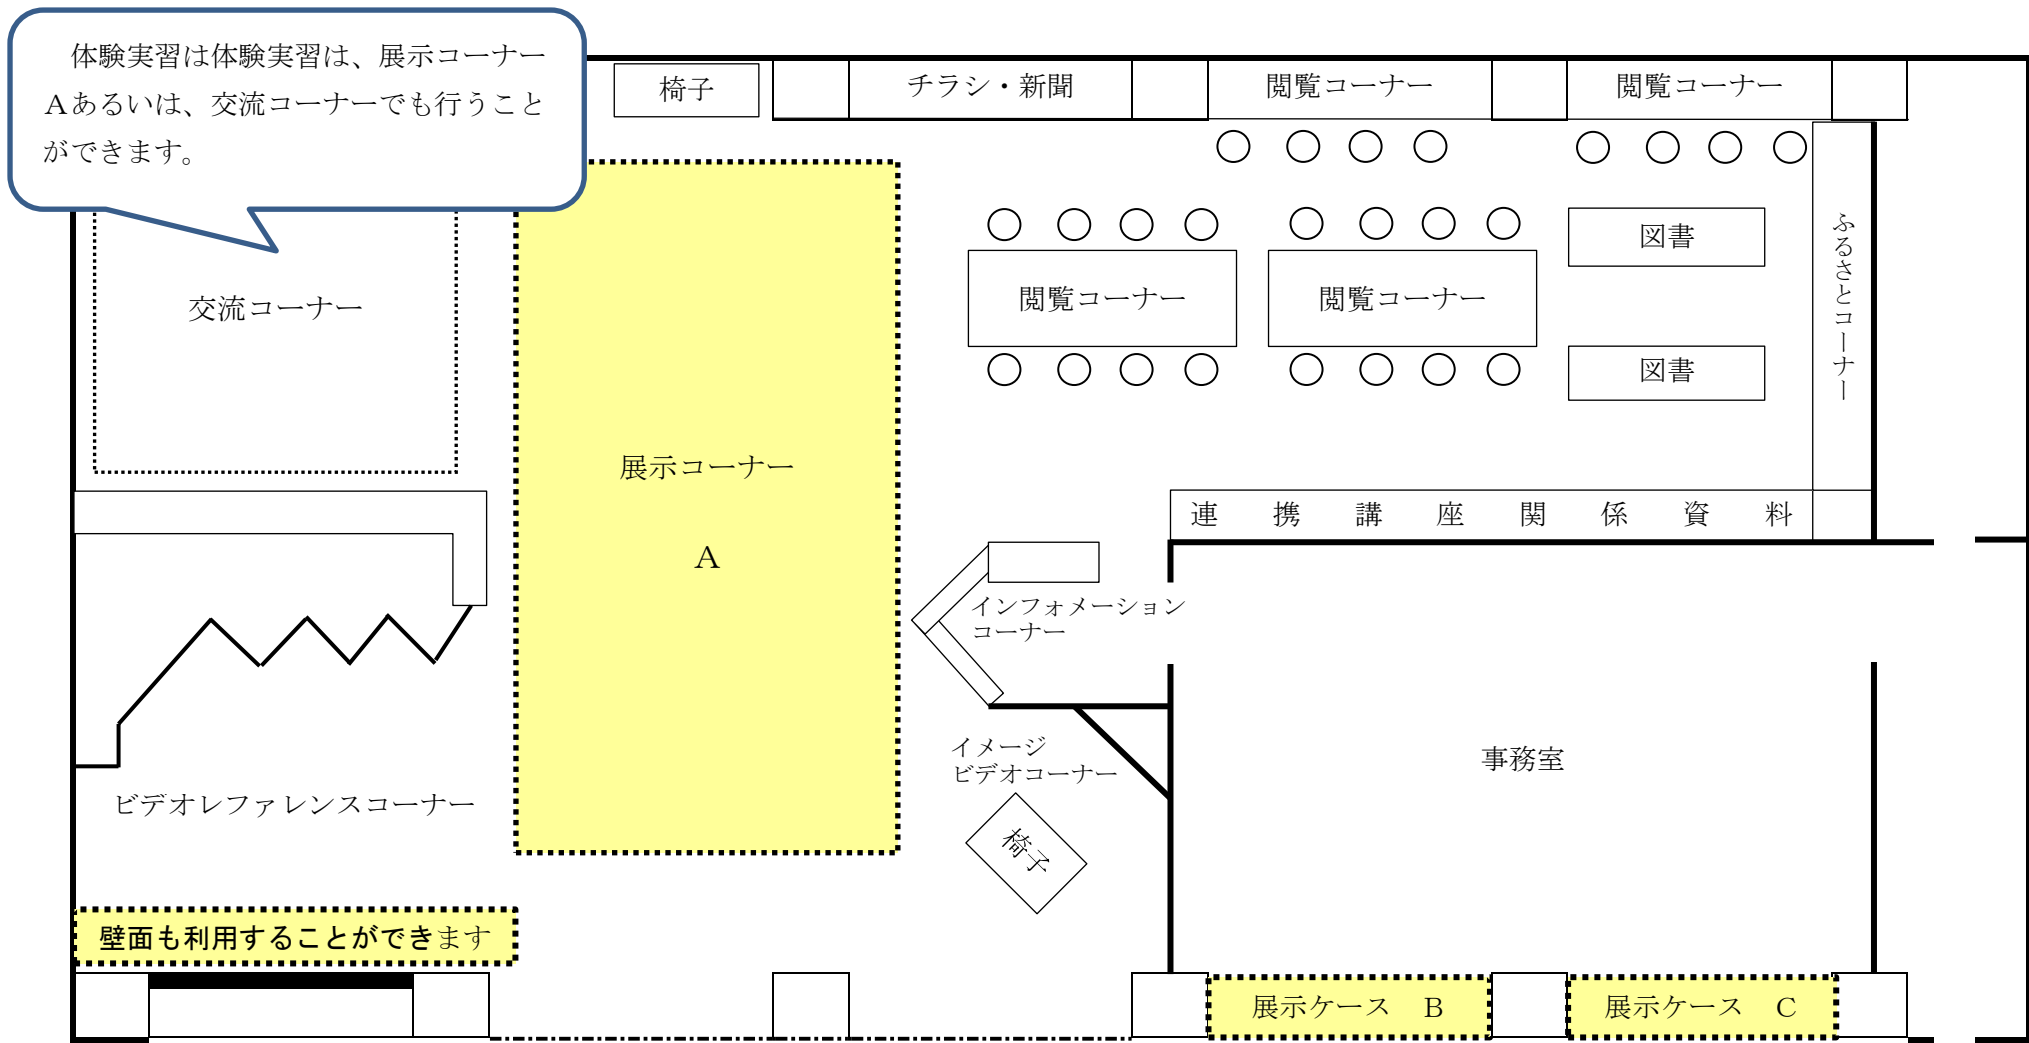 体験実習は体験実習は、展示コーナー
Ａあるいは、交流コーナーでも行うこと
ができます。
椅子
チラシ・新聞
閲覧コーナー
閲覧コーナー
図書
ふるさとコーナー
交流コーナー
閲覧コーナー
閲覧コーナー
図書
展示コーナー
Ａ
連携講座関係資料
インフォメーション
コーナー
イメージ
ビデオコーナー
事務室
ビデオレファレンスコーナー
椅子
壁面も利用することができます
展示ケース　Ｂ
展示ケース　Ｃ